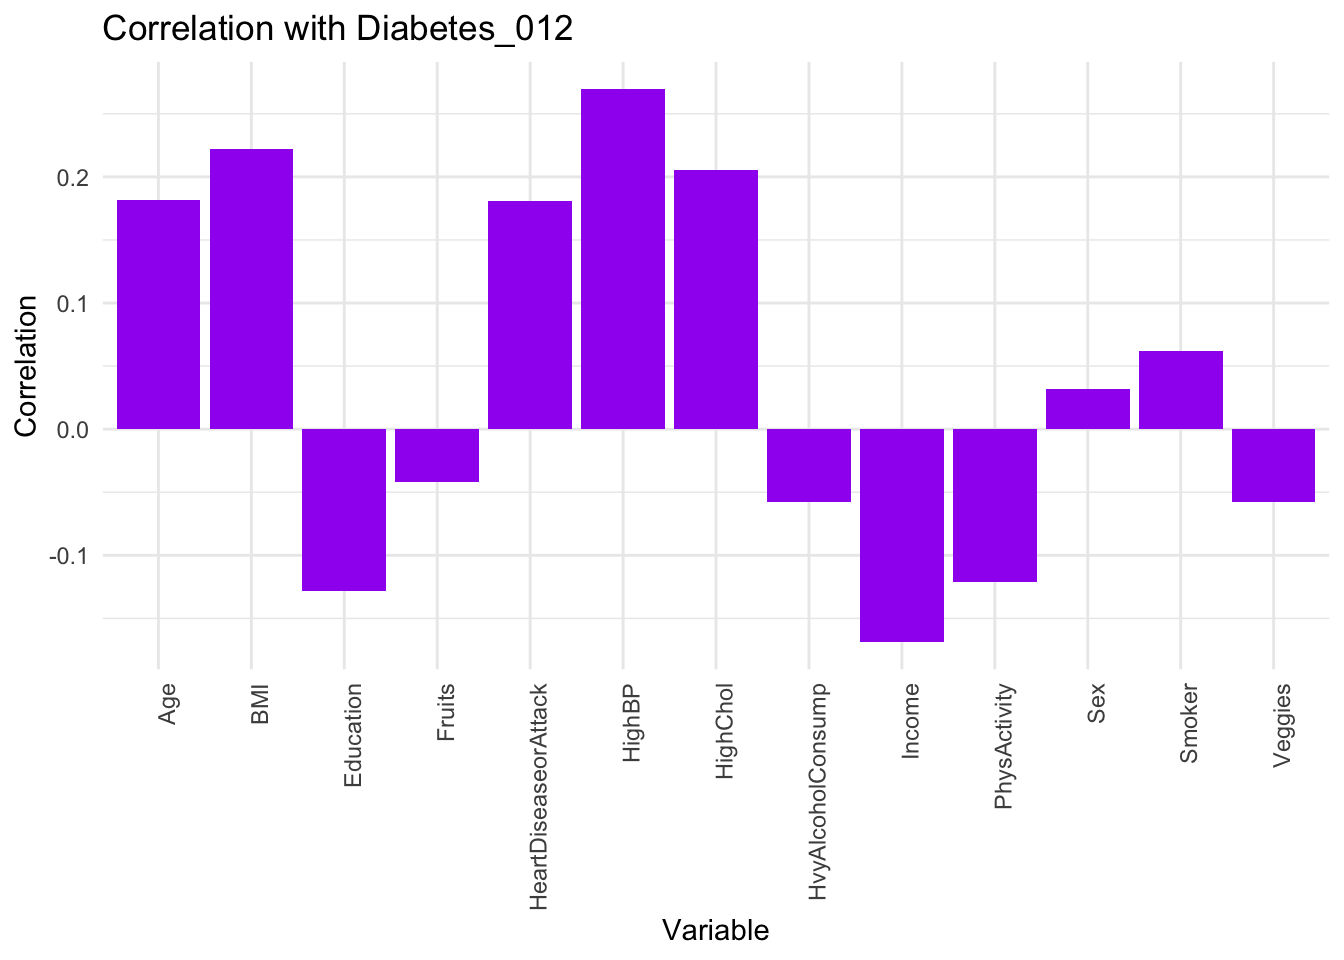 Correlation with Diabetes_012
Correlation
0.2
0.1
0.0
-0.1
Age
BMI
Education
Fruits
HeartDiseaseorAttack
HighBP
HighChol
HvyAlcoholConsump
Income
PhysActivity
Sex
Smoker
Veggies
Variable